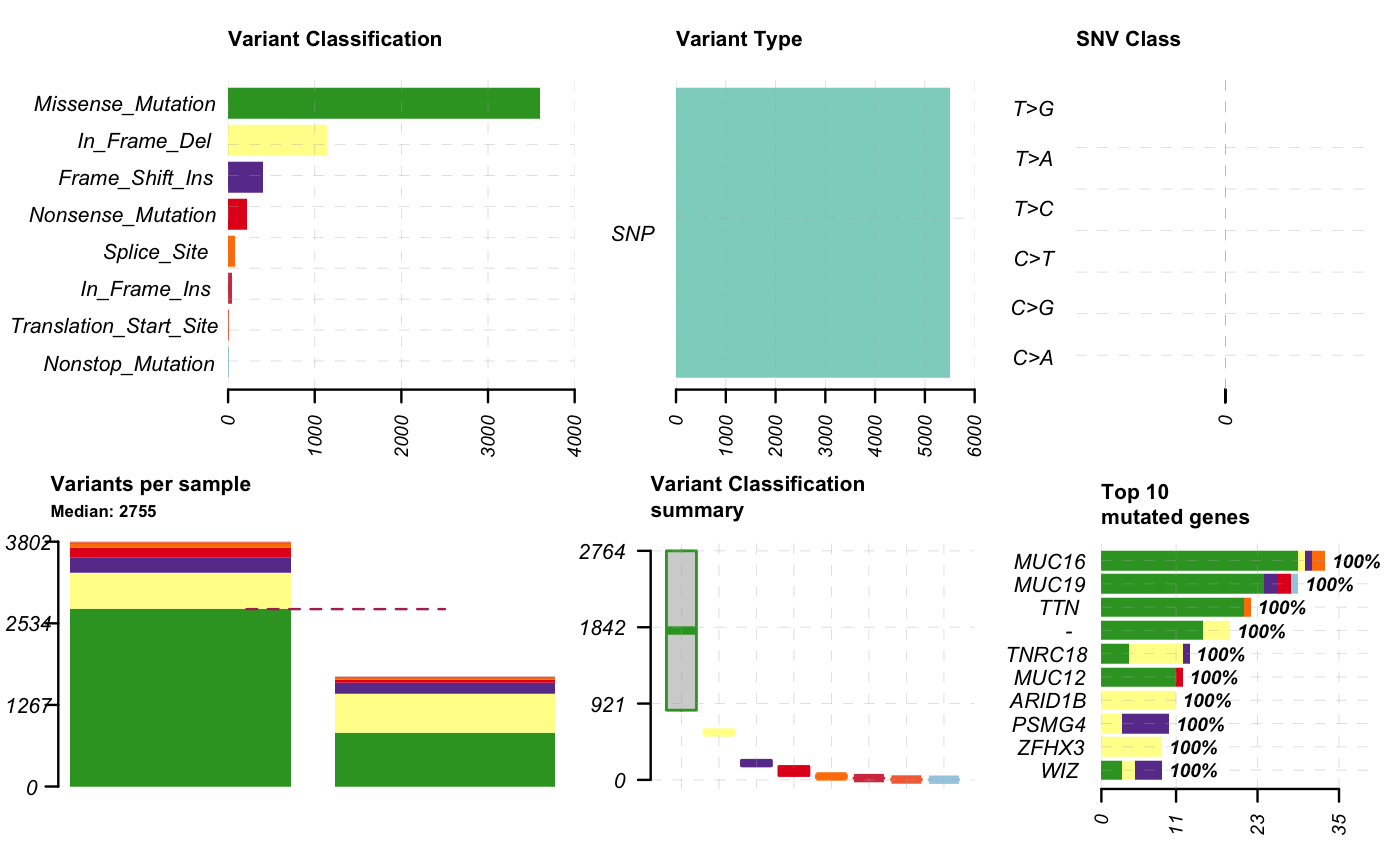 Variant Classification
Missense_Mutation
In_Frame_Del
Frame_Shift_Ins
Nonsense_Mutation
Splice_Site
In_Frame_Ins
Translation_Start_Site
Nonstop_Mutation
0 1000 2000 3000 4000
Variant Type
SNP
0 1000 2000 3000 4000 5000 6000
SNV Class
T>G
T>A
T>C
C>T
C>G
C>A
0
Variants per sample
Median: 2755
3802
2534
1267
0
Variant Classification
summary
2764
1842
921
0
Top 10
mutated genes
MUC16 100%
MUC19 100%
TTN 100%
- 100%
TNRC18 100%
MUC12 100%
ARID1B 100%
PSMG4 100%
ZFHX3 100%
WIZ 100%
0 11 23 35